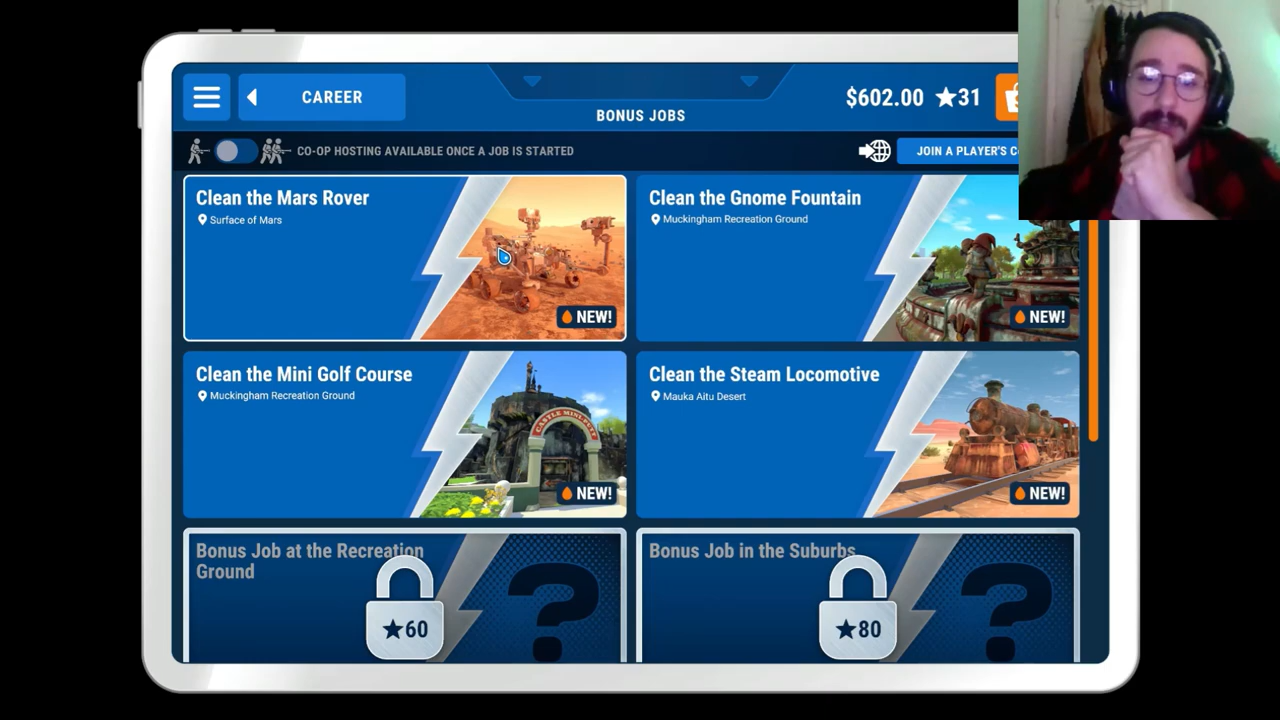 CAREER
BONUS JOBS
$602.00 ★31
CO-OP HOSTING AVAILABLE ONCE A JOB IS STARTED
JOIN A PLAYER'S
Clean the Mars Rover
Surface of Mars
NEW!
Clean the Gnome Fountain
Muckingham Recreation Ground
NEW!
Clean the Mini Golf Course
Muckingham Recreation Ground
CASTLE MINI
NEW!
Clean the Steam Locomotive
Mauka Aitu Desert
NEW!
Bonus Job at the Recreation
Ground
★60
?
Bonus Job in the Suburbs
★80
?